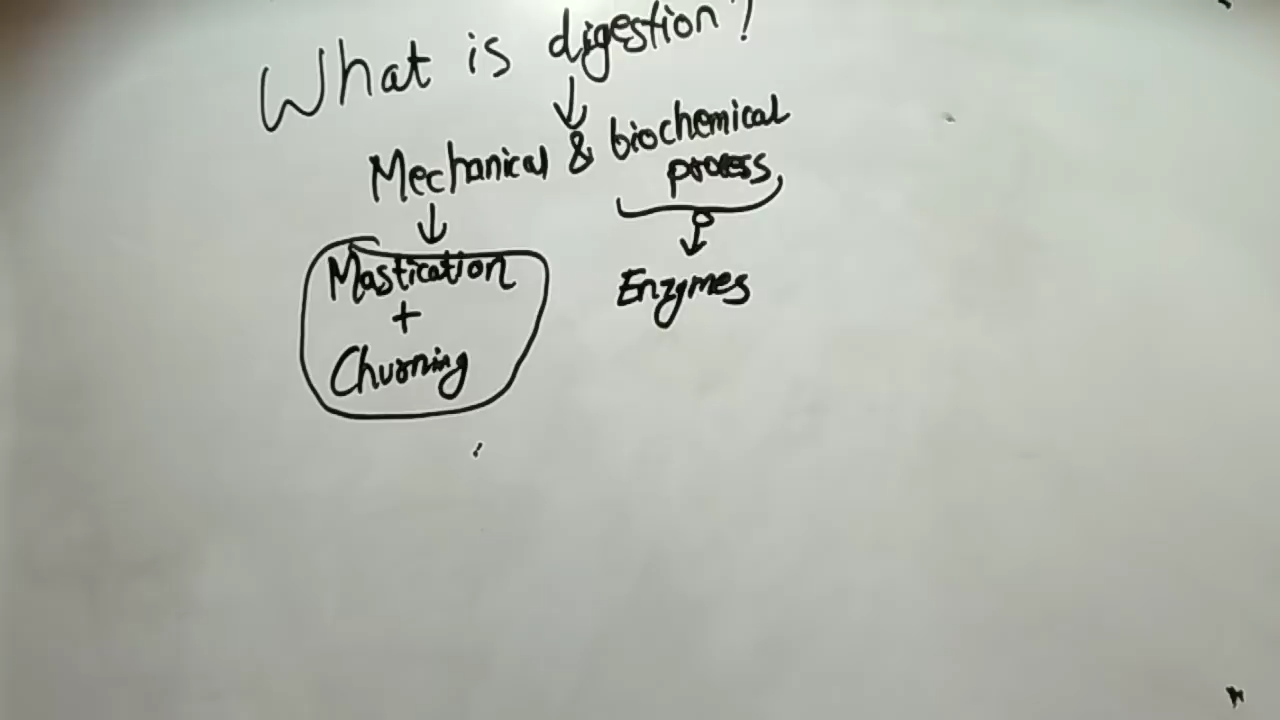 What is digestion?
Mechanical & biochemical
process
Mastication
+
Churning
Enzymes